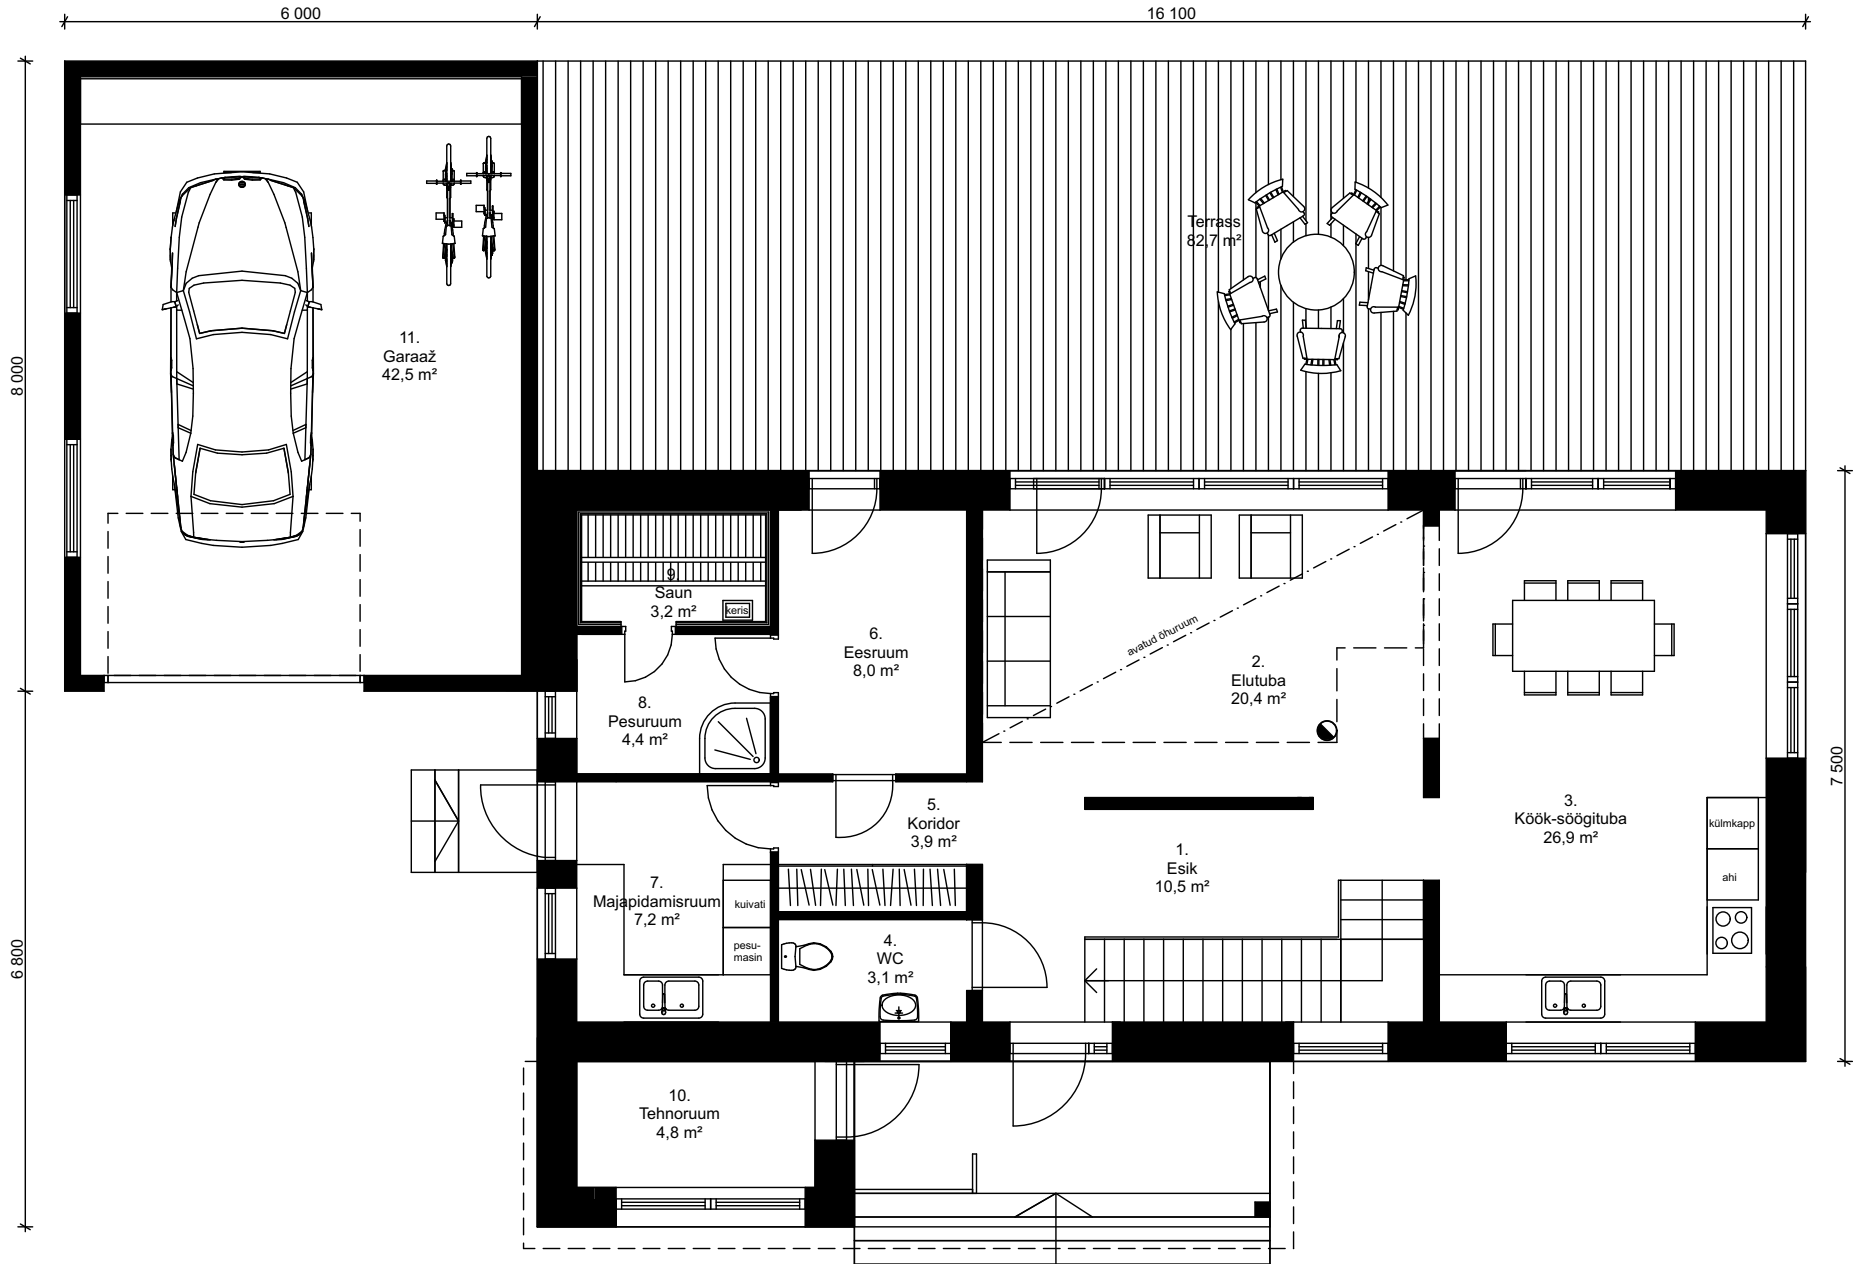 6 000
16 100
8 000
6 800
7 500
Terrass
82,7 m²
11.
Garaaž
42,5 m²
9
Saun
3,2 m²
keris
6.
Eesruum
8,0 m²
avatud õhuruum
2.
Elutuba
20,4 m²
8.
Pesuruum
4,4 m²
5.
Koridor
3,9 m²
3.
Köök-söögituba
26,9 m²
külmkapp
ahi
1.
Esik
10,5 m²
7.
Majapidamisruum
7,2 m²
kuivati
pesu-
masin
4.
WC
3,1 m²
10.
Tehnoruum
4,8 m²